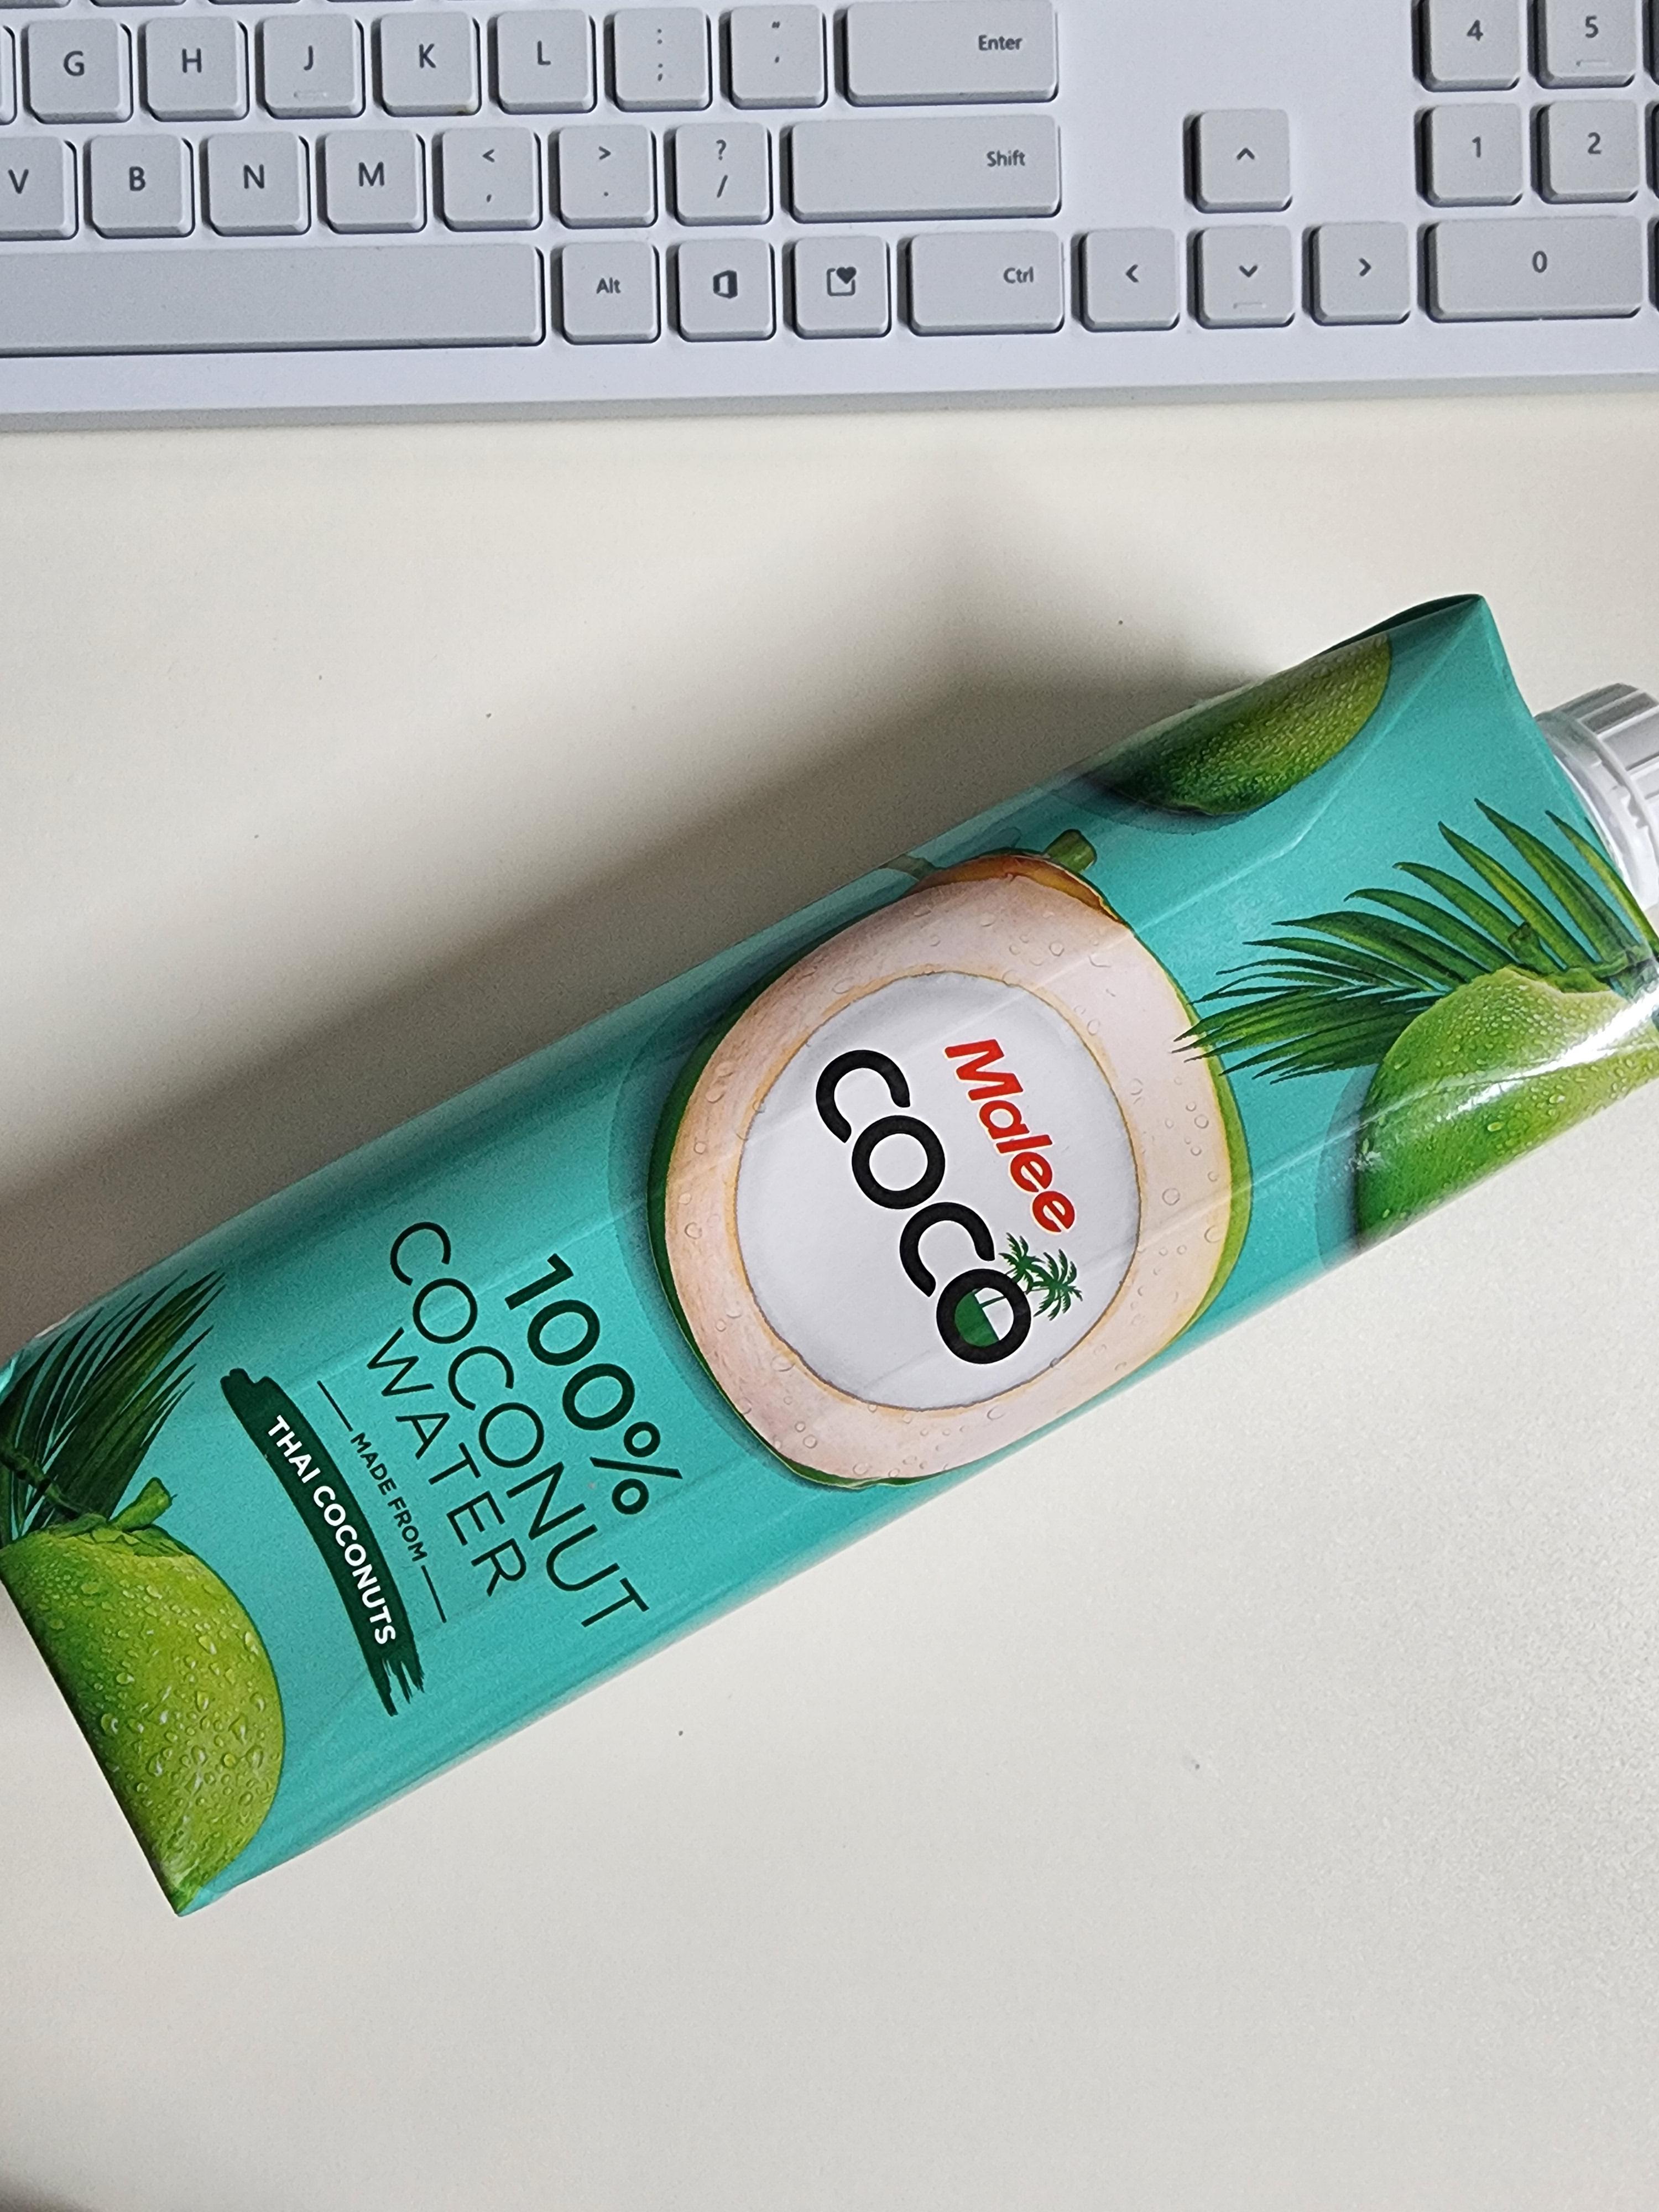 G H J K L : ; " ' Enter 4 5
V B N M < , > . ? / Shift ^ 1 2
Alt Ctrl < > 0
Malee
COCO
100%
COCONUT
WATER
MADE FROM
THAI COCONUTS